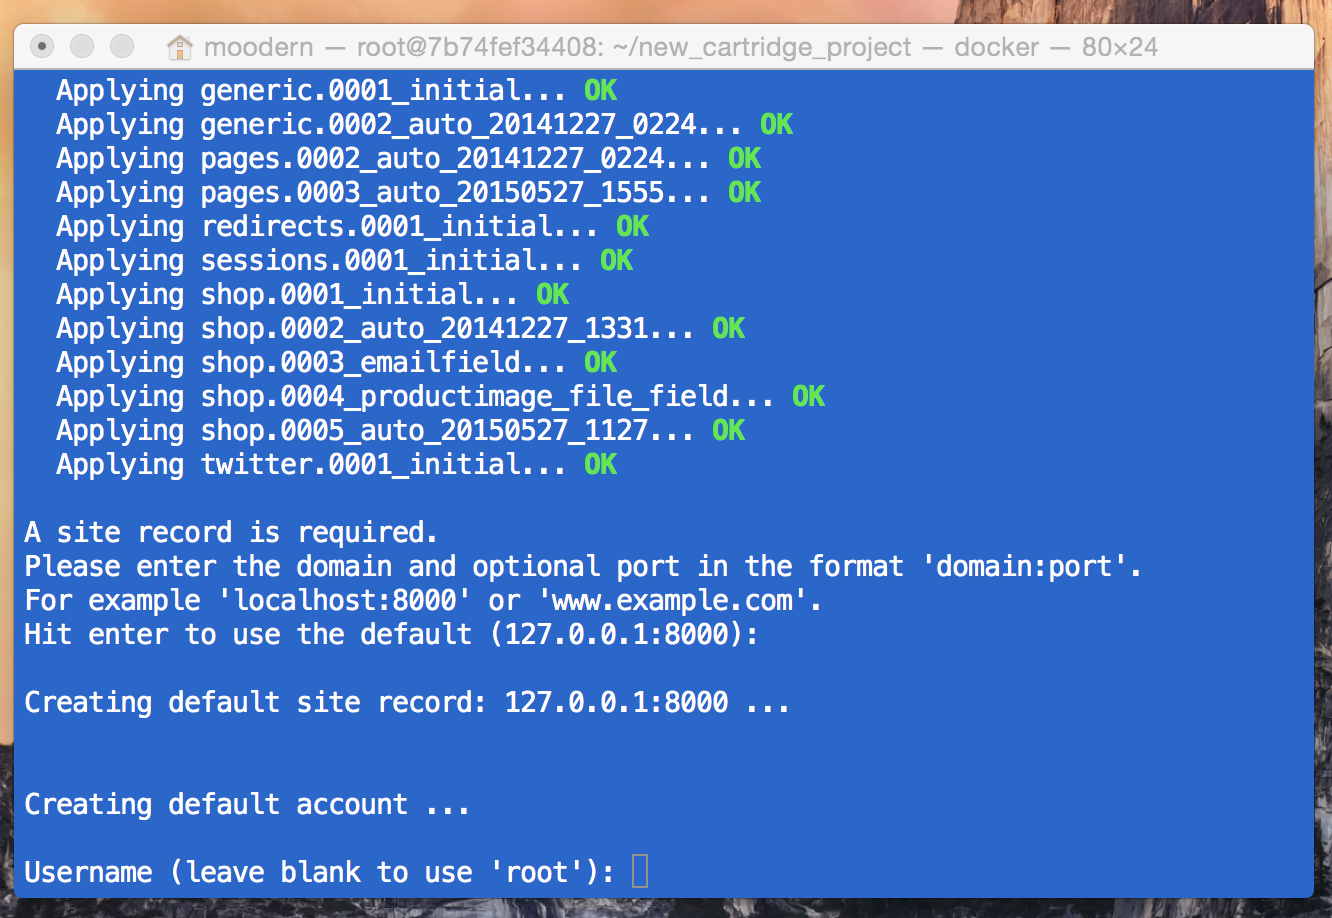 moodern — root@7b74fef34408: ~/new_cartridge_project — docker — 80×24
Applying generic.0001_initial... OK
Applying generic.0002_auto_20141227_0224... OK
Applying pages.0002_auto_20141227_0224... OK
Applying pages.0003_auto_20150527_1555... OK
Applying redirects.0001_initial... OK
Applying sessions.0001_initial... OK
Applying shop.0001_initial... OK
Applying shop.0002_auto_20141227_1331... OK
Applying shop.0003_emailfield... OK
Applying shop.0004_productimage_file_field... OK
Applying shop.0005_auto_20150527_1127... OK
Applying twitter.0001_initial... OK
A site record is required.
Please enter the domain and optional port in the format 'domain:port'.
For example 'localhost:8000' or 'www.example.com'.
Hit enter to use the default (127.0.0.1:8000):
Creating default site record: 127.0.0.1:8000 ...
Creating default account ...
Username (leave blank to use 'root'):